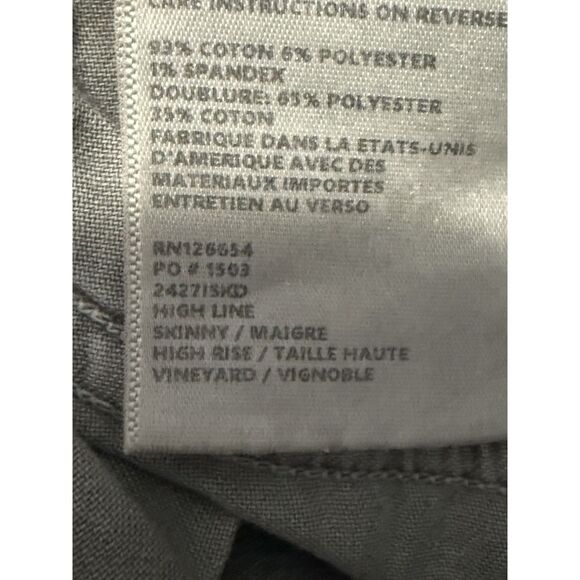 CARE INSTRUCTIONS ON REVERSE
93% COTON 6% POLYESTER
1% SPANDEX
DOUBLURE: 65% POLYESTER
35% COTON
FABRIQUE DANS LA ETATS-UNIS
D'AMERIQUE AVEC DES
MATERIAUX IMPORTES
ENTRETIEN AU VERSO
RN126654
PO # 1503
2427ISKD
HIGH LINE
SKINNY / MAIGRE
HIGH RISE / TAILLE HAUTE
VINEYARD / VIGNOBLE